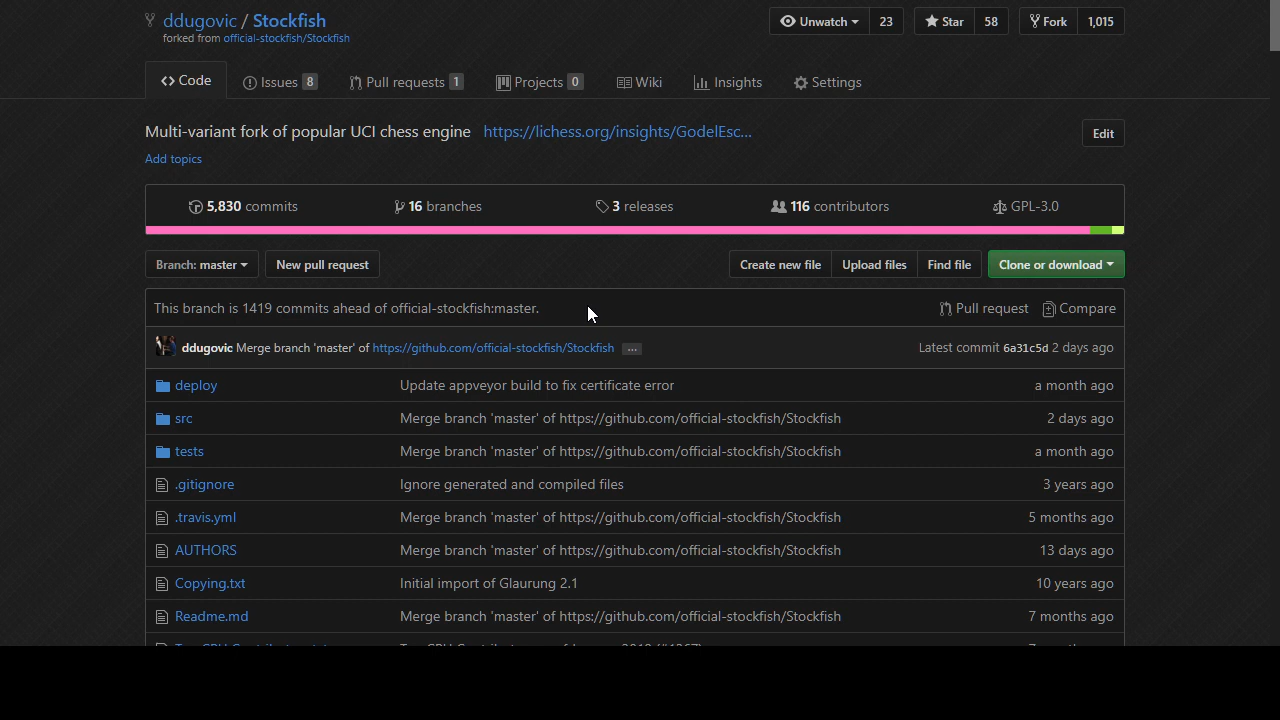 ddugovic / Stockfish
Unwatch 23 Star 58 Fork 1,015
forked from official-stockfish/Stockfish
Code Issues 8 Pull requests 1 Projects 0 Wiki Insights Settings
Multi-variant fork of popular UCI chess engine https://lichess.org/insights/GodelEsc...
Edit
Add topics
5,830 commits 16 branches 3 releases 116 contributors GPL-3.0
Branch: master New pull request Create new file Upload files Find file Clone or download
This branch is 1419 commits ahead of official-stockfish:master. Pull request Compare
ddugovic Merge branch 'master' of https://github.com/official-stockfish/Stockfish ... Latest commit 6a31c5d 2 days ago
deploy Update appveyor build to fix certificate error a month ago
src Merge branch 'master' of https://github.com/official-stockfish/Stockfish 2 days ago
tests Merge branch 'master' of https://github.com/official-stockfish/Stockfish a month ago
.gitignore Ignore generated and compiled files 3 years ago
.travis.yml Merge branch 'master' of https://github.com/official-stockfish/Stockfish 5 months ago
AUTHORS Merge branch 'master' of https://github.com/official-stockfish/Stockfish 13 days ago
Copying.txt Initial import of Glaurung 2.1 10 years ago
Readme.md Merge branch 'master' of https://github.com/official-stockfish/Stockfish 7 months ago